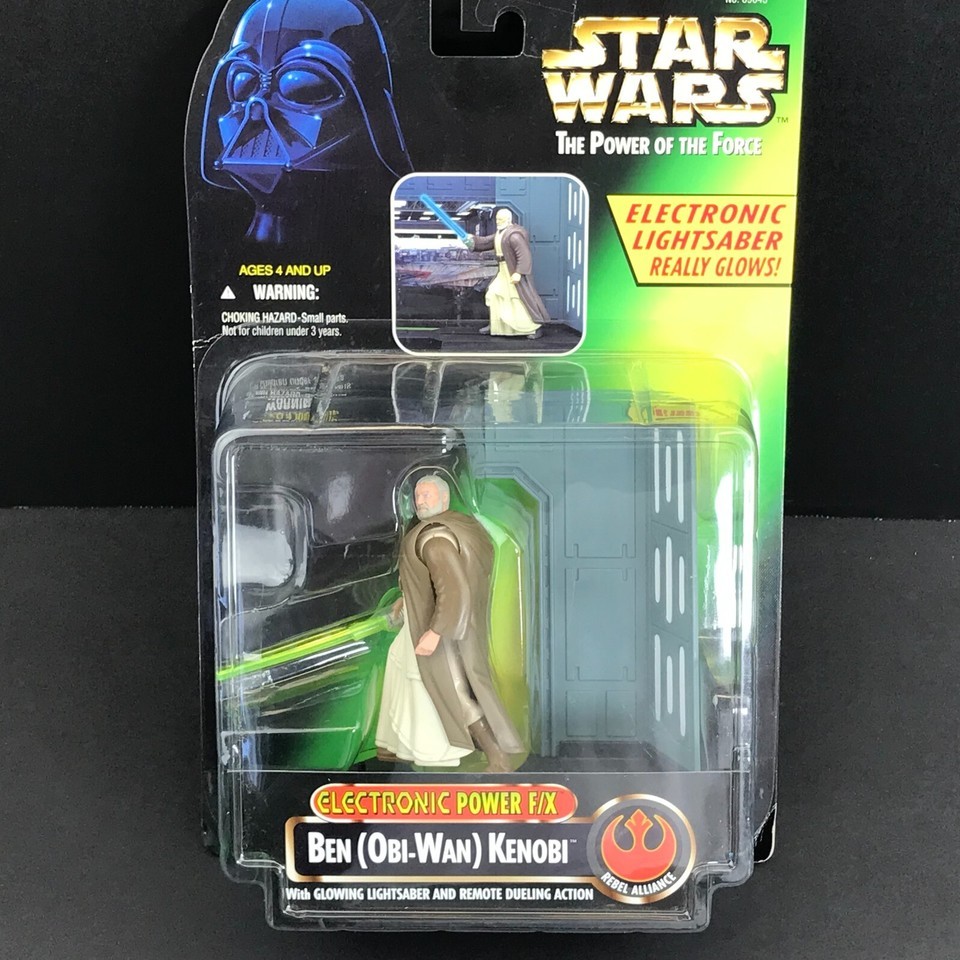 STAR
WARS
TM
THE POWER OF THE FORCE
ELECTRONIC
LIGHTSABER
REALLY GLOWS!
AGES 4 AND UP
WARNING:
CHOKING HAZARD-Small parts.
Not for children under 3 years.
ELECTRONIC POWER F/X
BEN (OBI-WAN) KENOBI™
REBEL ALLIANCE
With GLOWING LIGHTSABER AND REMOTE DUELING ACTION